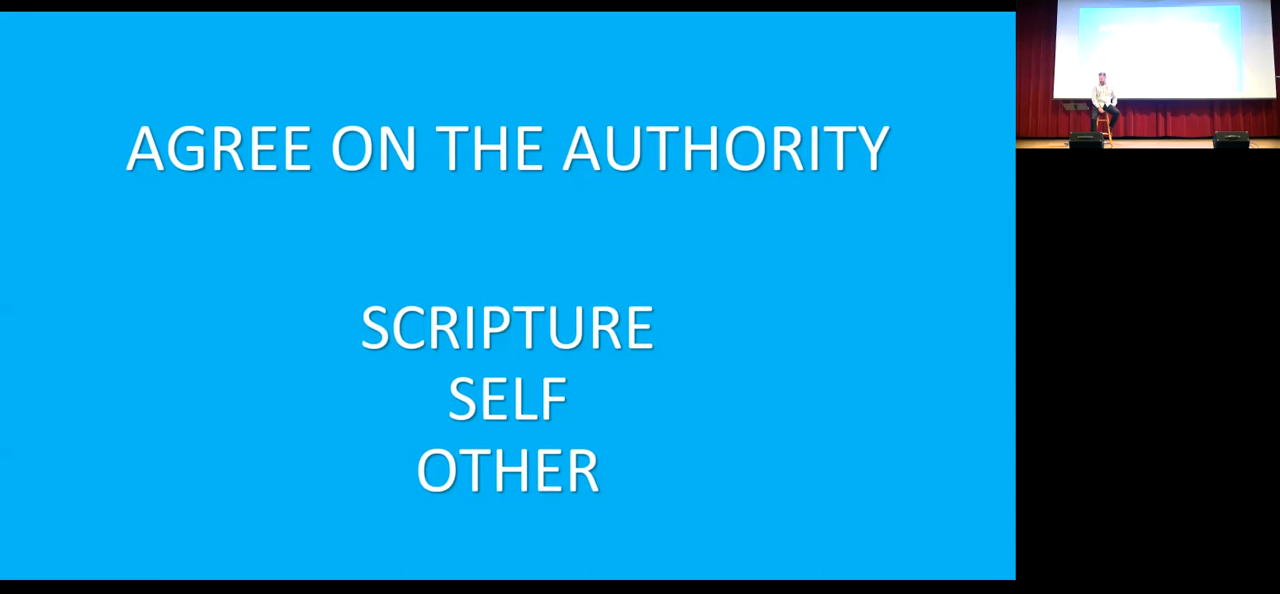 AGREE ON THE AUTHORITY
SCRIPTURE
SELF
OTHER